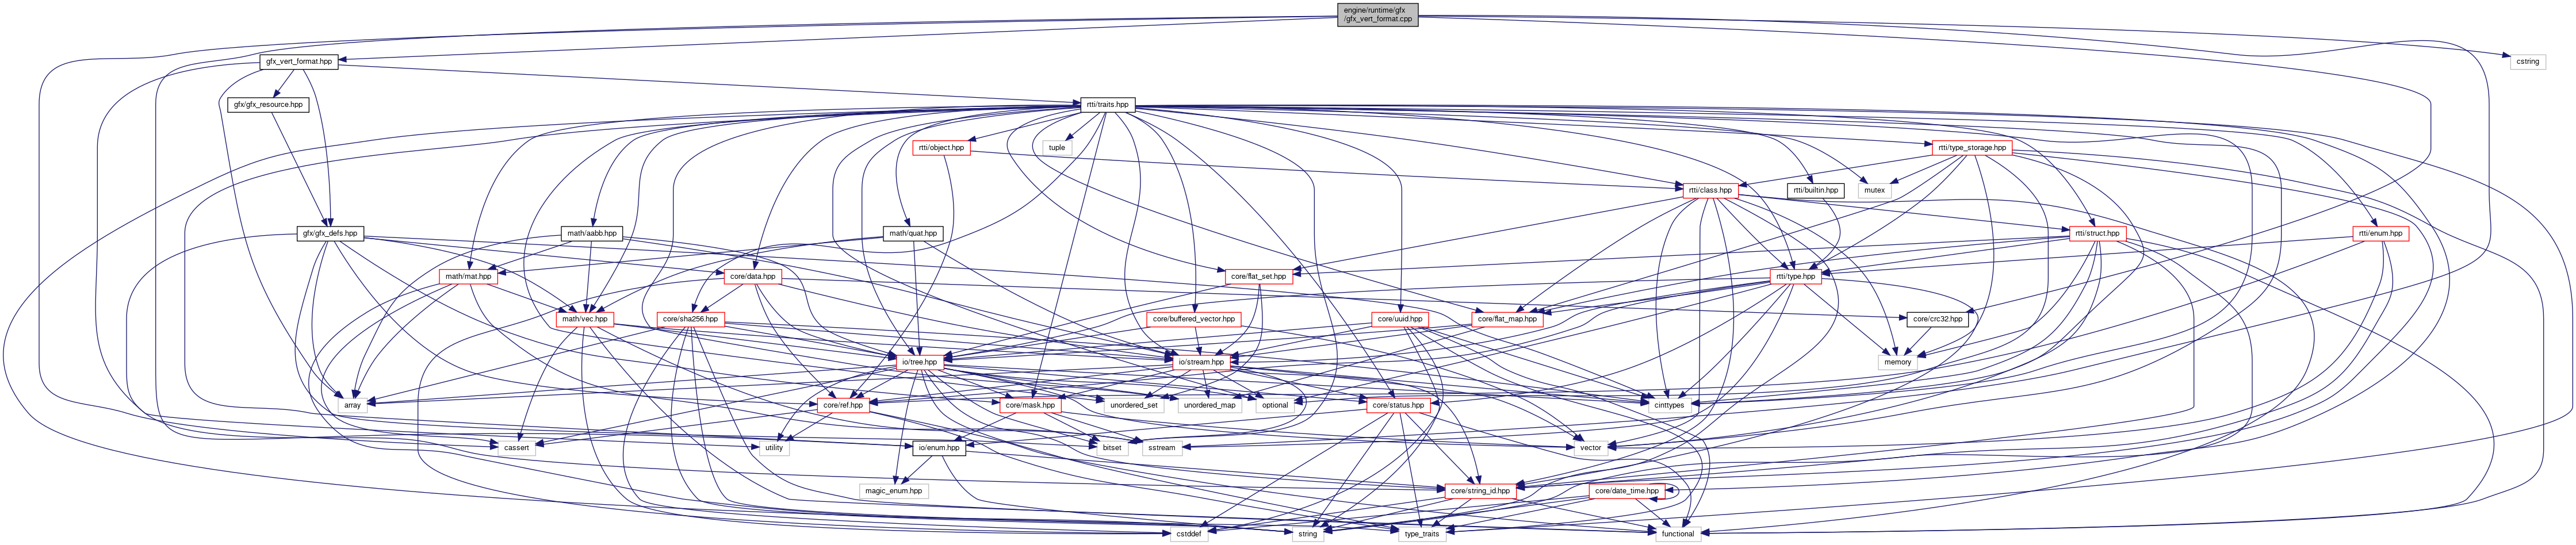 engine/runtime/gfx
/gfx_vert_format.cpp
gfx_vert_format.hpp
cstring
gfx/gfx_resource.hpp
rtti/traits.hpp
rtti/object.hpp
tuple
rtti/type_storage.hpp
rtti/class.hpp
rtti/builtin.hpp
mutex
gfx/gfx_defs.hpp
math/aabb.hpp
math/quat.hpp
rtti/struct.hpp
rtti/enum.hpp
math/mat.hpp
core/data.hpp
core/flat_set.hpp
rtti/type.hpp
math/vec.hpp
core/sha256.hpp
core/buffered_vector.hpp
core/uuid.hpp
core/flat_map.hpp
core/crc32.hpp
io/tree.hpp
io/stream.hpp
memory
array
core/ref.hpp
core/mask.hpp
unordered_set
unordered_map
optional
core/status.hpp
cinttypes
cassert
utility
io/enum.hpp
bitset
sstream
vector
magic_enum.hpp
core/string_id.hpp
core/date_time.hpp
cstddef
string
type_traits
functional